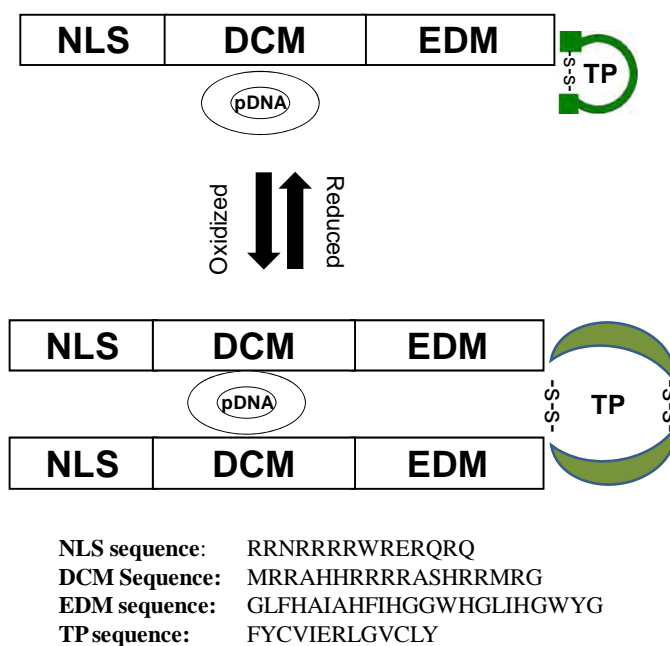 NLS DCM EDM
-S-S- TP
pDNA
Oxidized Reduced
NLS DCM EDM
pDNA
-S-S- TP -S-S-
NLS DCM EDM
NLS sequence: RRNRRRRWRERQRQ
DCM Sequence: MRRAHHRRRRASHRRMRG
EDM sequence: GLFHAIAHFIHGGWHGLIHGWYG
TP sequence: FYCVIERLGVCLY